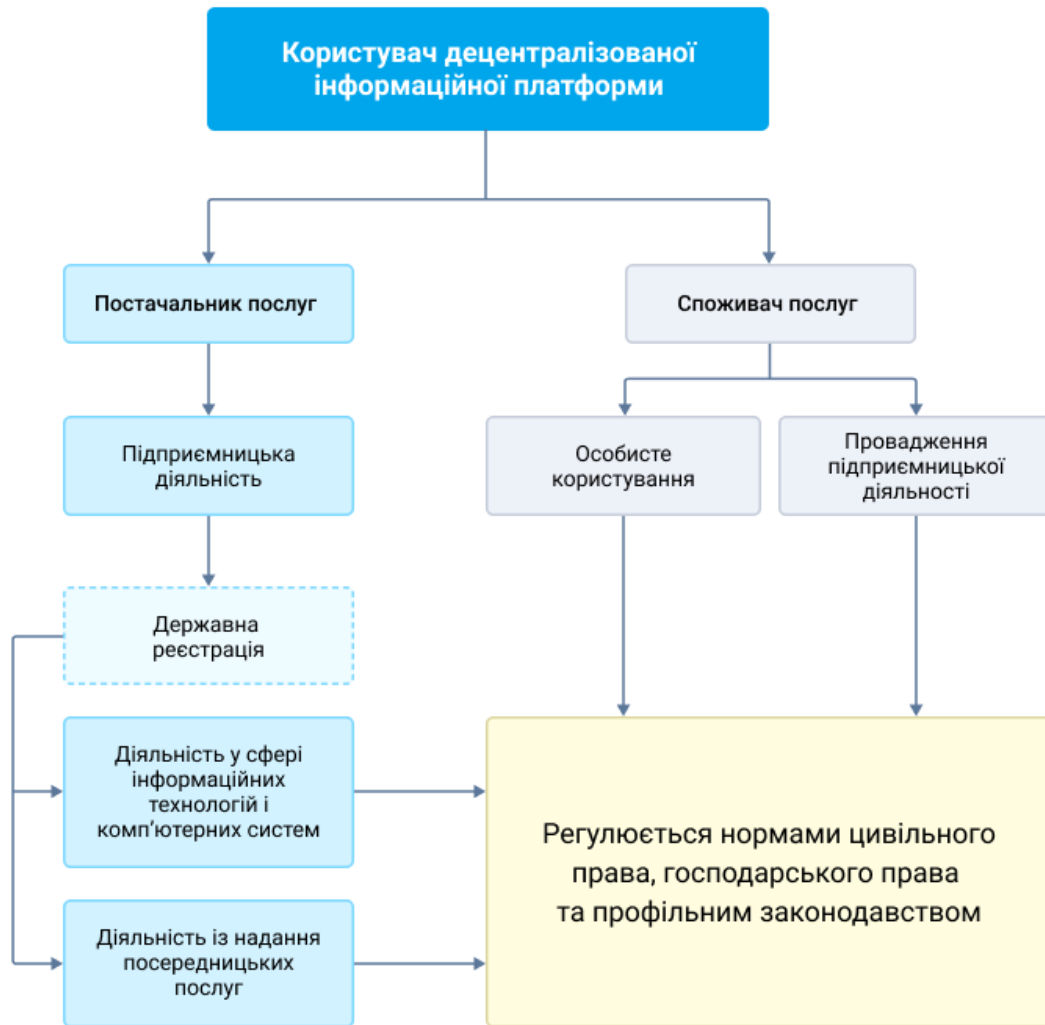 Користувач децентралізованої
інформаційної платформи
Постачальник послуг
Споживач послуг
Підприємницька
діяльність
Особисте
користування
Провадження
підприємницької
діяльності
Державна
реєстрація
Діяльність у сфері
інформаційних
технологій і
комп’ютерних систем
Регулюється нормами цивільного
права, господарського права
та профільним законодавством
Діяльність із надання
посередницьких
послуг